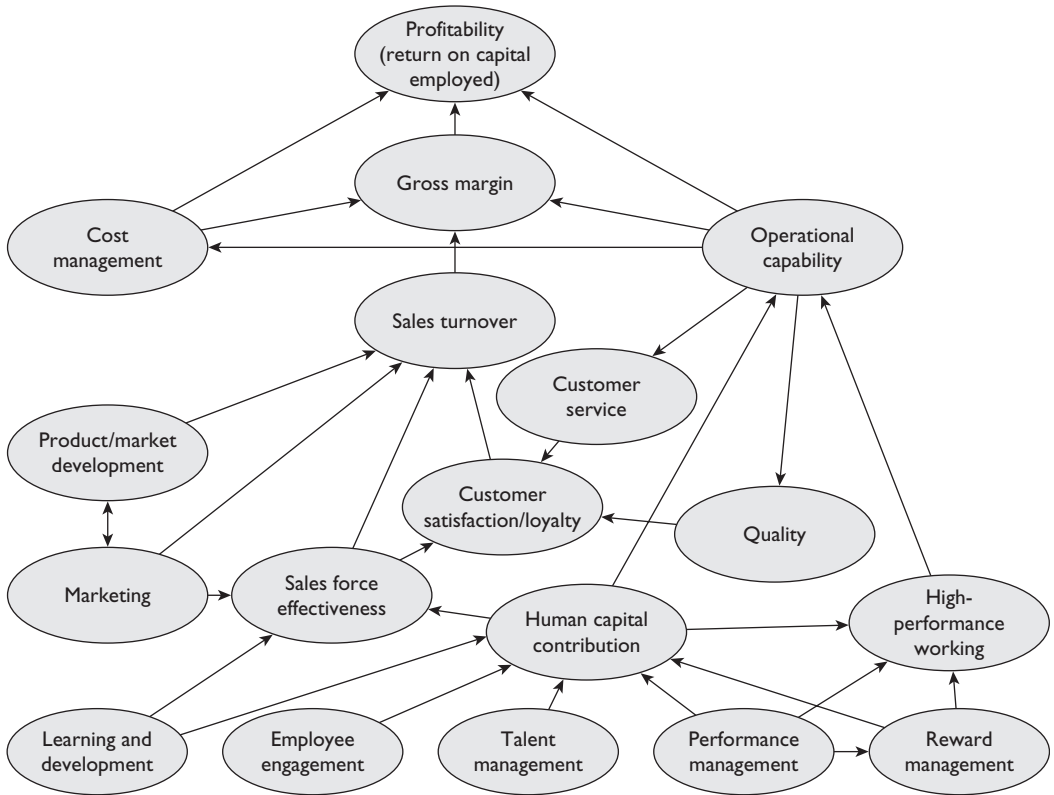 Profitability
(return on capital
employed)
Gross margin
Cost
management
Operational
capability
Sales turnover
Customer
service
Product/market
development
Customer
satisfaction/loyalty
Quality
Marketing
Sales force
effectiveness
Human capital
contribution
High-
performance
working
Learning and
development
Employee
engagement
Talent
management
Performance
management
Reward
management